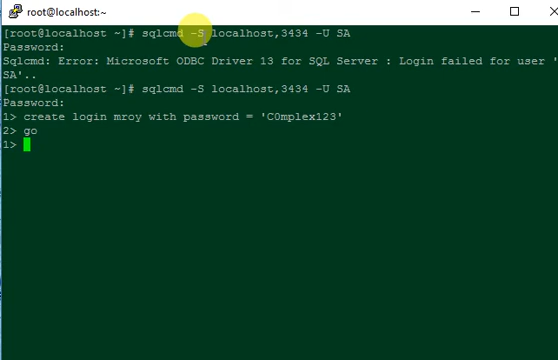 root@localhost:~
[root@localhost ~]# sqlcmd -S localhost,3434 -U SA
Password:
Sqlcmd: Error: Microsoft ODBC Driver 13 for SQL Server : Login failed for user '
SA'..
[root@localhost ~]# sqlcmd -S localhost,3434 -U SA
Password:
1> create login mroy with password = 'C0mplex123'
2> go
1>